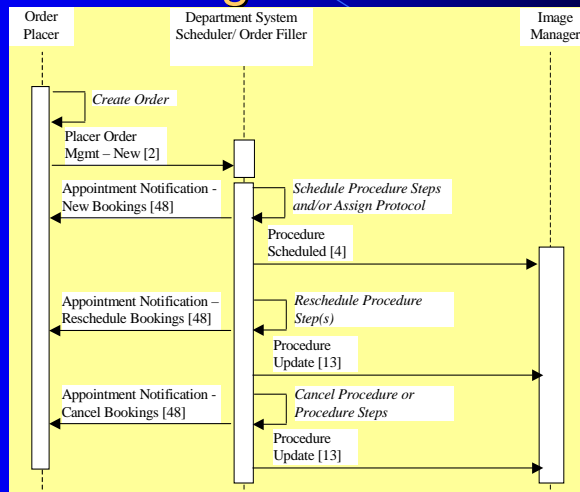 Order
Placer
Department System
Scheduler/ Order Filler
Image
Manager
Create Order
Placer Order
Mgmt – New [2]
Appointment Notification -
New Bookings [48]
Schedule Procedure Steps
and/or Assign Protocol
Procedure
Scheduled [4]
Appointment Notification –
Reschedule Bookings [48]
Reschedule Procedure
Step(s)
Procedure
Update [13]
Appointment Notification -
Cancel Bookings [48]
Cancel Procedure or
Procedure Steps
Procedure
Update [13]